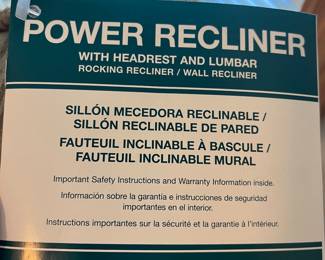 POWER RECLINER
WITH HEADREST AND LUMBAR
ROCKING RECLINER / WALL RECLINER
SILLÓN MECEDORA RECLINABLE /
SILLÓN RECLINABLE DE PARED
FAUTEUIL INCLINABLE À BASCULE /
FAUTEUIL INCLINABLE MURAL
Important Safety Instructions and Warranty Information inside.
Información sobre la garantía e instrucciones de seguridad
importantes en el interior.
Instructions importantes sur la sécurité et la garantie à l'intérieur.